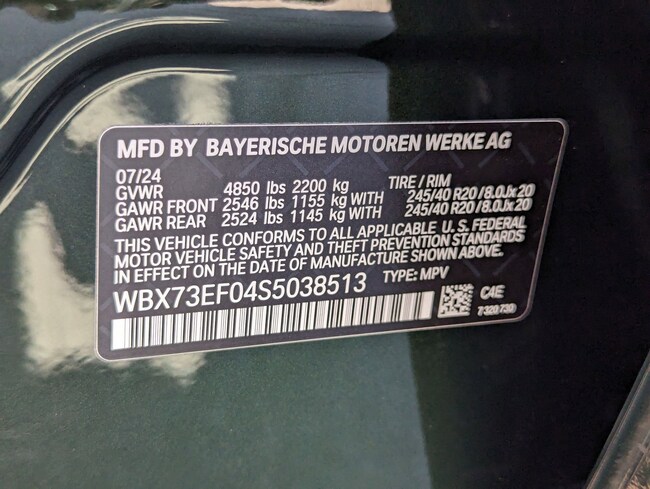 MFD BY BAYERISCHE MOTOREN WERKE AG
07/24 TIRE / RIM
GVWR 4850 lbs 2200 kg
GAWR FRONT 2546 lbs 1155 kg WITH 245/40 R20 / 8.0Jx20
GAWR REAR 2524 lbs 1145 kg WITH 245/40 R20 / 8.0Jx20
THIS VEHICLE CONFORMS TO ALL APPLICABLE U. S. FEDERAL
MOTOR VEHICLE SAFETY AND THEFT PREVENTION STANDARDS
IN EFFECT ON THE DATE OF MANUFACTURE SHOWN ABOVE.
WBX73EF04S5038513 TYPE: MPV
C4E
7 320 730